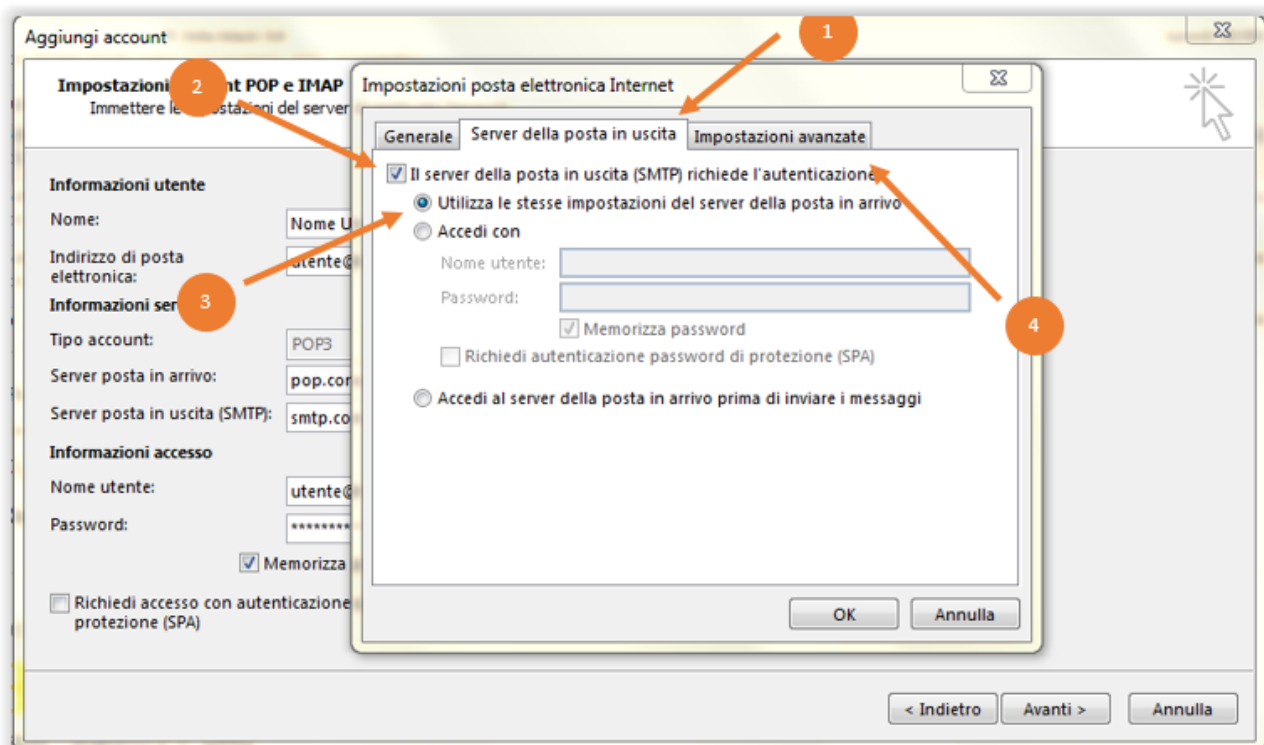 Aggiungi account
1
2
Impostazioni nt POP e IMAP
Immettere le impostazioni del server
Impostazioni posta elettronica Internet
Generale
Server della posta in uscita
Impostazioni avanzate
Il server della posta in uscita (SMTP) richiede l'autenticazione
Utilizza le stesse impostazioni del server della posta in arrivo
Accedi con
Nome utente:
Password:
Memorizza password
Richiedi autenticazione password di protezione (SPA)
Accedi al server della posta in arrivo prima di inviare i messaggi
3
4
OK
Annulla
Informazioni utente
Nome:
Nome U
Indirizzo di posta
elettronica:
utente@
Informazioni ser
Tipo account:
POP3
Server posta in arrivo:
pop.cor
Server posta in uscita (SMTP):
smtp.co
Informazioni accesso
Nome utente:
utente@
Password:
********
Memorizza
Richiedi accesso con autenticazione
protezione (SPA)
< Indietro
Avanti >
Annulla